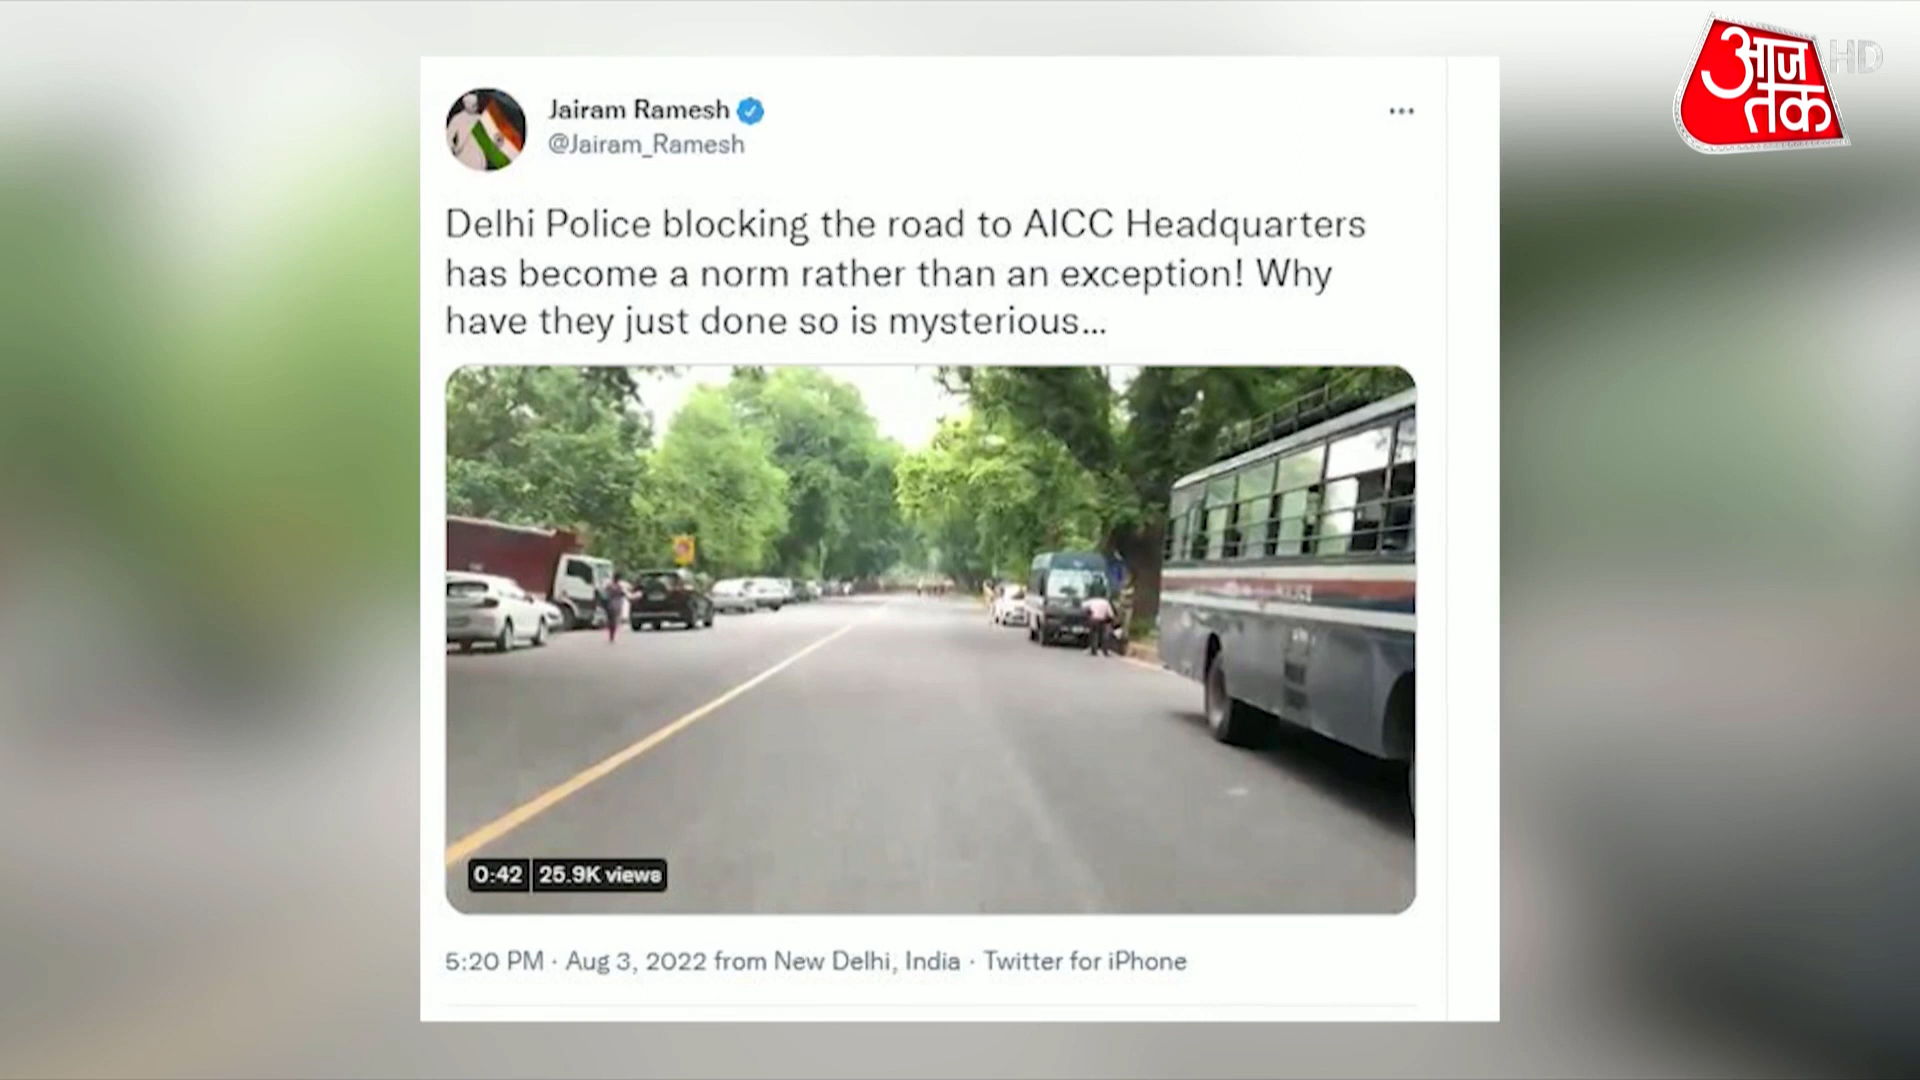 आज
तक
HD
Jairam Ramesh
@Jairam_Ramesh
Delhi Police blocking the road to AICC Headquarters
has become a norm rather than an exception! Why
have they just done so is mysterious...
POLICE
0:42 25.9K views
5:20 PM · Aug 3, 2022 from New Delhi, India · Twitter for iPhone